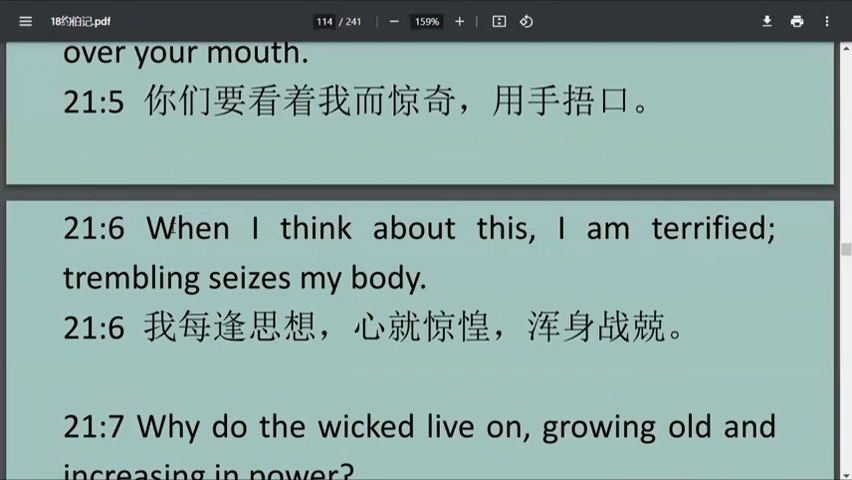 18约伯记.pdf
114 / 241
159%
over your mouth.
21:5 你们要看着我而惊奇，用手捂口。
21:6 When I think about this, I am terrified;
trembling seizes my body.
21:6 我每逢思想，心就惊惶，浑身战兢。
21:7 Why do the wicked live on, growing old and
increasing in power?